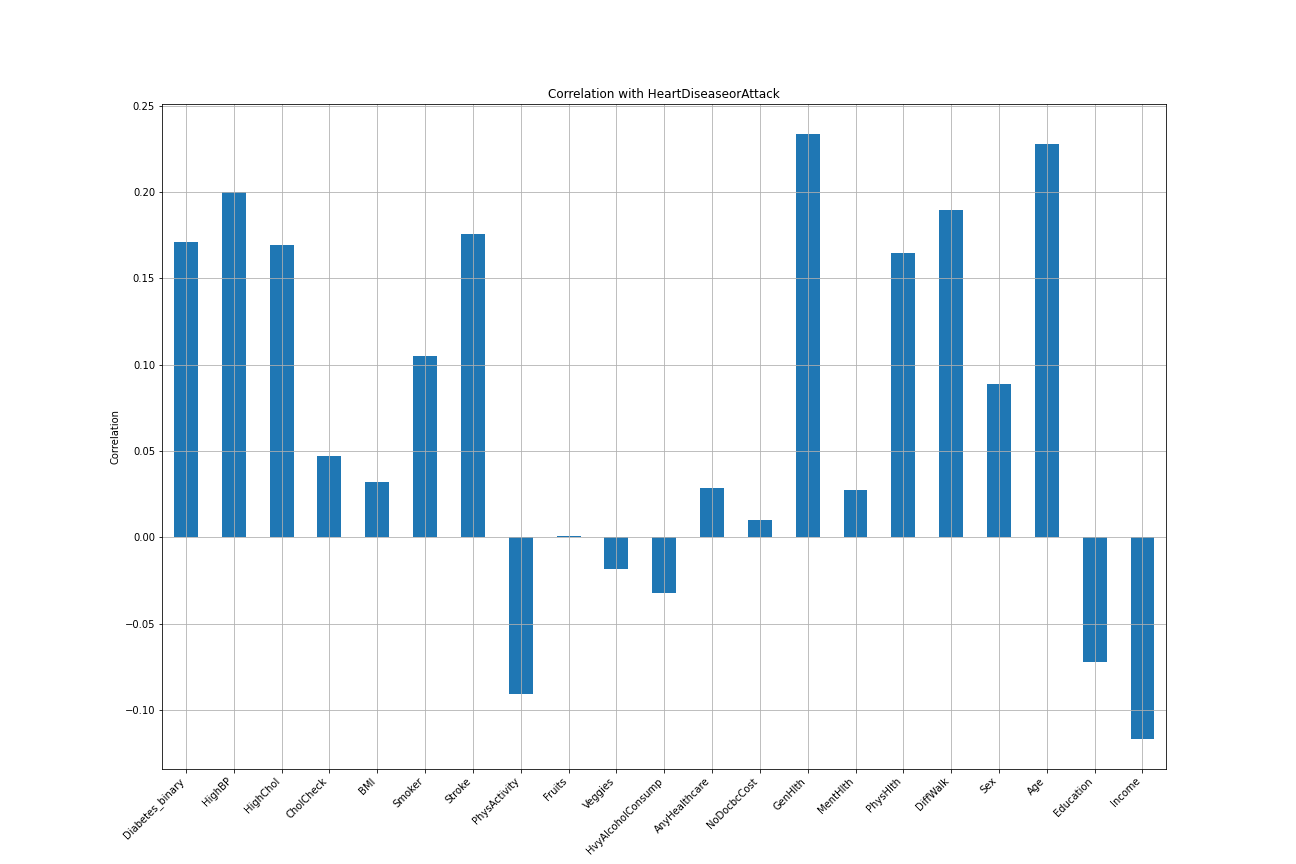 Correlation with HeartDiseaseorAttack
0.25
0.20
0.15
0.10
0.05
0.00
−0.05
−0.10
Correlation
Diabetes_binary
HighBP
HighChol
CholCheck
BMI
Smoker
Stroke
PhysActivity
Fruits
Veggies
HvyAlcoholConsump
AnyHealthcare
NoDocbcCost
GenHlth
MentHlth
PhysHlth
DiffWalk
Sex
Age
Education
Income